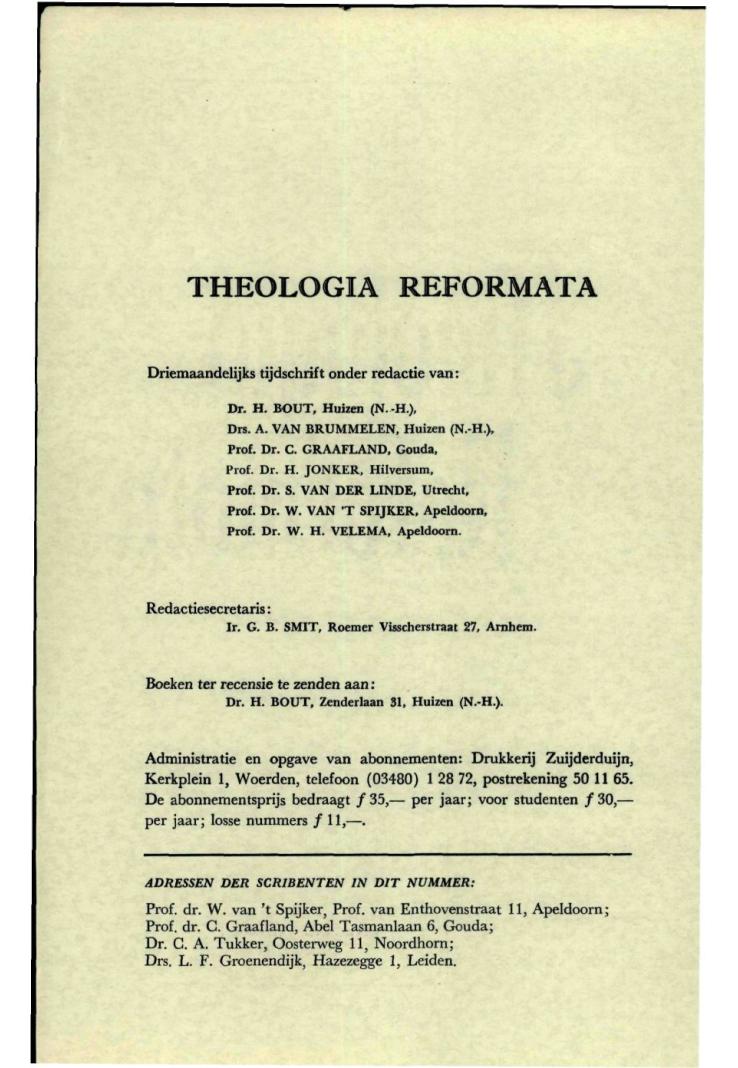 THEOLOGIA REFORMATA
Driemaandelijks tijdschrift onder redactie van:
Dr. H. BOUT, Huizen (N.-H.),
Drs. A. VAN BRUMMELEN, Huizen (N.-H.),
Prof. Dr. C. GRAAFLAND, Gouda,
Prof. Dr. H. JONKER, Hilversum,
Prof. Dr. S. VAN DER LINDE, Utrecht,
Prof. Dr. W. VAN 'T SPIJKER, Apeldoorn,
Prof. Dr. W. H. VELEMA, Apeldoorn.
Redactiesecretaris:
Ir. G. B. SMIT, Roemer Visscherstraat 27, Arnhem.
Boeken ter recensie te zenden aan:
Dr. H. BOUT, Zenderlaan 31, Huizen (N.-H.).
Administratie en opgave van abonnementen: Drukkerij Zuijderduijn,
Kerkplein 1, Woerden, telefoon (03480) 1 28 72, postrekening 50 11 65.
De abonnementsprijs bedraagt f 35,— per jaar; voor studenten f 30,—
per jaar; losse nummers f 11,—.
ADRESSEN DER SCRIBENTEN IN DIT NUMMER:
Prof. dr. W. van 't Spijker, Prof. van Enthovenstraat 11, Apeldoorn;
Prof. dr. C. Graafland, Abel Tasmanlaan 6, Gouda;
Dr. C. A. Tukker, Oosterweg 11, Noordhorn;
Drs. L. F. Groenendijk, Hazezegge 1, Leiden.